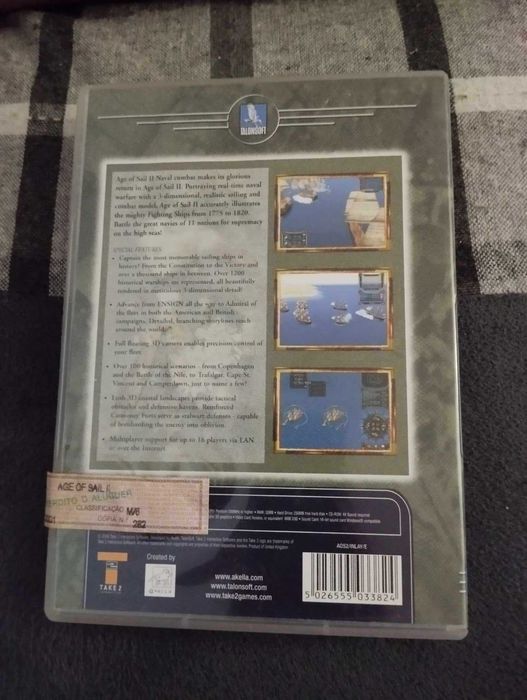 TALONSOFT
Age of Sail II Naval combat makes its glorious
return in Age of Sail II. Portraying real-time naval
warfare with a 3-dimensional, realistic sailing and
combat model, Age of Sail II accurately illustrates
the mighty Fighting Ships from 1775 to 1820.
Battle the great navies of 11 nations for supremacy
on the high seas!
SPECIAL FEATURES
• Captain the most memorable sailing ships in
history! From the Constitution to the Victory and
over a thousand ships in between. Over 1200
historical warships are represented, all beautifully
rendered in meticulous 3-dimensional detail!
• Advance from ENSIGN all the way to Admiral of
the fleet in both the American and British
campaigns. Detailed, branching storylines reach
around the world!
• Full Bearing 3D camera enables precision control of
your fleet
• Over 100 historical scenarios - from Copenhagen
and the Battle of the Nile, to Trafalgar, Cape St.
Vincent and Camperdown, just to name a few!
• Lush 3D coastal landscapes provide tactical
obstacles and defensive havens. Reinforced
Causeway Forts serve as stalwart defenses - capable
of bombarding the enemy into oblivion.
• Multiplayer support for up to 16 players via LAN
or over the Internet.
AGE OF SAIL II
ERDITO O ALUGUER
CLASSIFICAÇÃO M/6
CÓPIA N.º 282
TAKE 2
Created by
AKELLA
www.akella.com
www.talonsoft.com
www.take2games.com
AOS2/INLAY/E
5 026555 033824